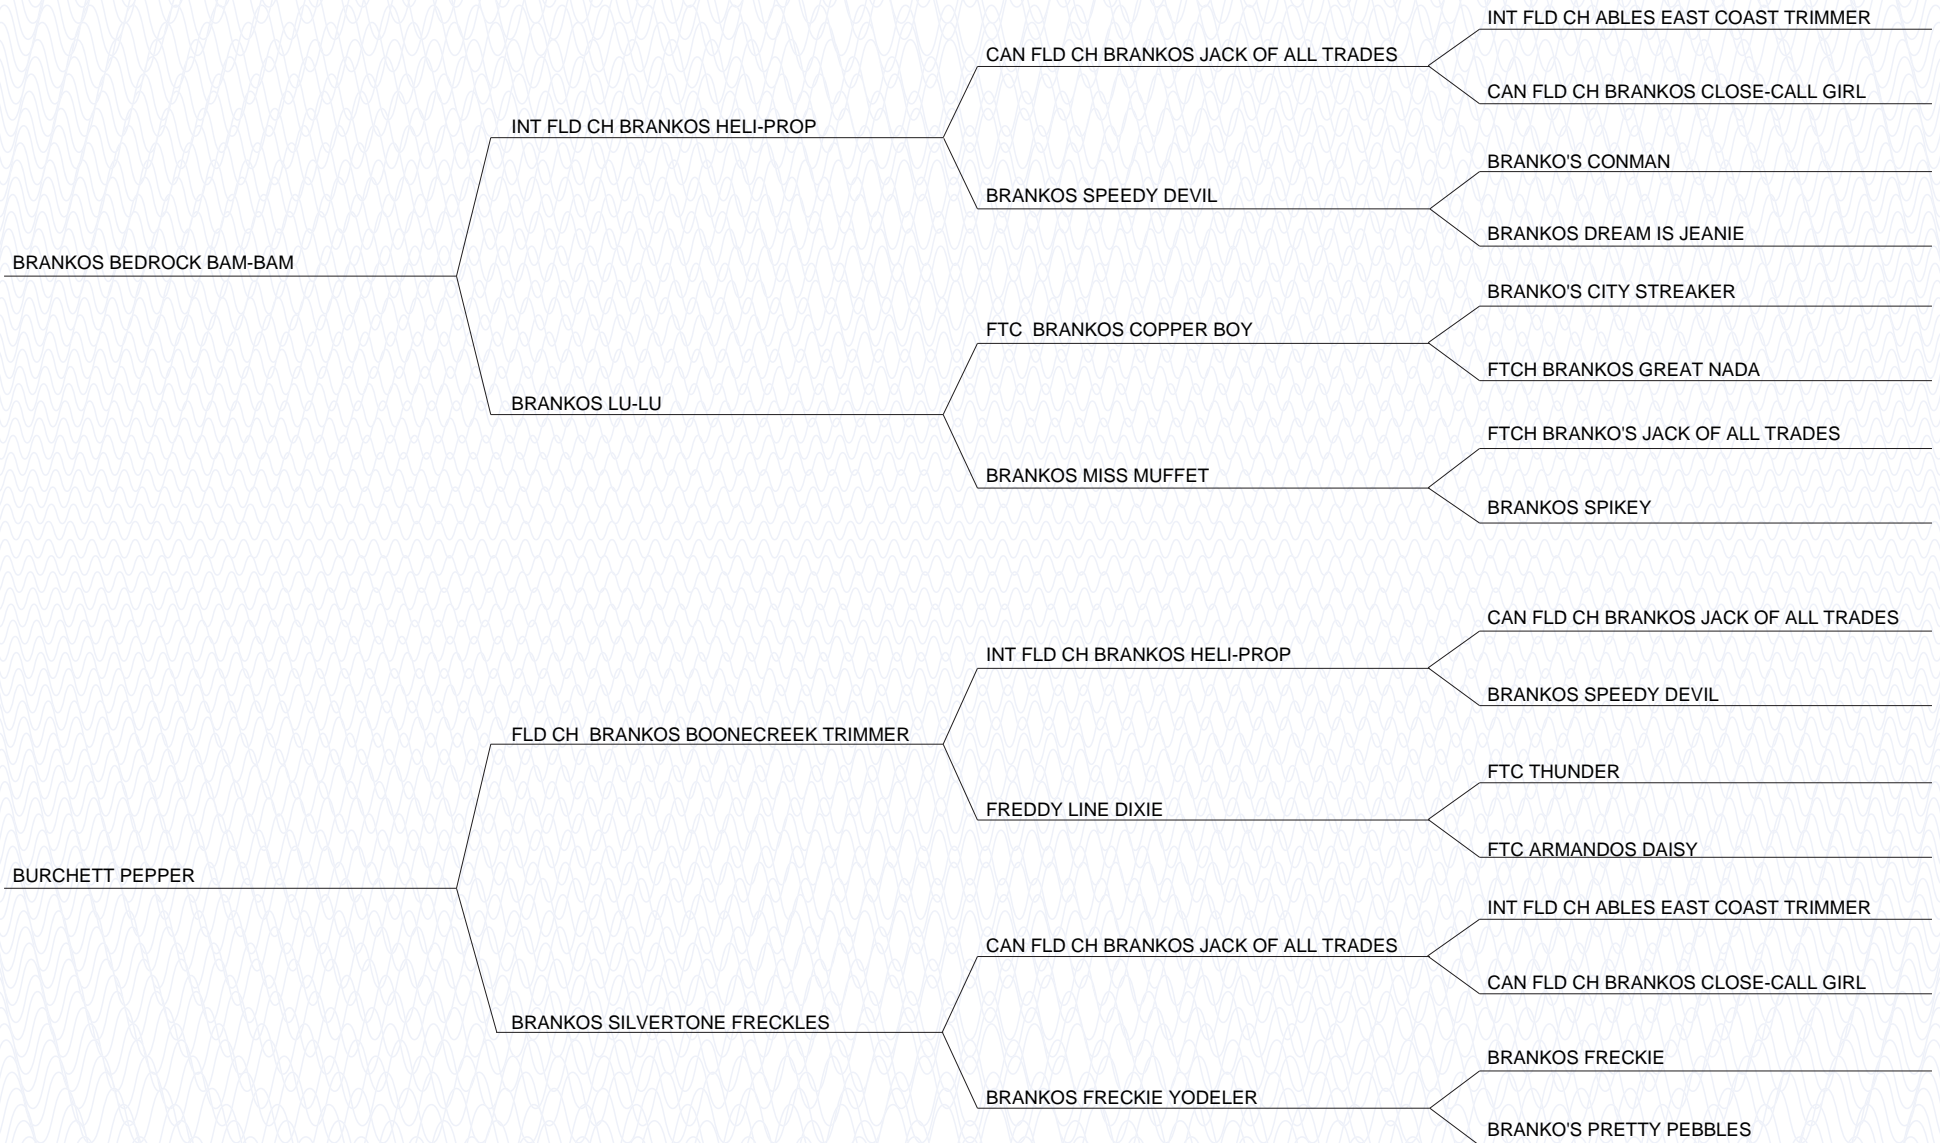 INT FLD CH ABLES EAST COAST TRIMMER
CAN FLD CH BRANKOS JACK OF ALL TRADES
CAN FLD CH BRANKOS CLOSE-CALL GIRL
INT FLD CH BRANKOS HELI-PROP
BRANKO'S CONMAN
BRANKOS SPEEDY DEVIL
BRANKOS DREAM IS JEANIE
BRANKOS BEDROCK BAM-BAM
BRANKO'S CITY STREAKER
FTC  BRANKOS COPPER BOY
FTCH BRANKOS GREAT NADA
BRANKOS LU-LU
FTCH BRANKO'S JACK OF ALL TRADES
BRANKOS MISS MUFFET
BRANKOS SPIKEY
CAN FLD CH BRANKOS JACK OF ALL TRADES
INT FLD CH BRANKOS HELI-PROP
BRANKOS SPEEDY DEVIL
FLD CH  BRANKOS BOONECREEK TRIMMER
FTC THUNDER
FREDDY LINE DIXIE
FTC ARMANDOS DAISY
BURCHETT PEPPER
INT FLD CH ABLES EAST COAST TRIMMER
CAN FLD CH BRANKOS JACK OF ALL TRADES
CAN FLD CH BRANKOS CLOSE-CALL GIRL
BRANKOS SILVERTONE FRECKLES
BRANKOS FRECKIE
BRANKOS FRECKIE YODELER
BRANKO'S PRETTY PEBBLES